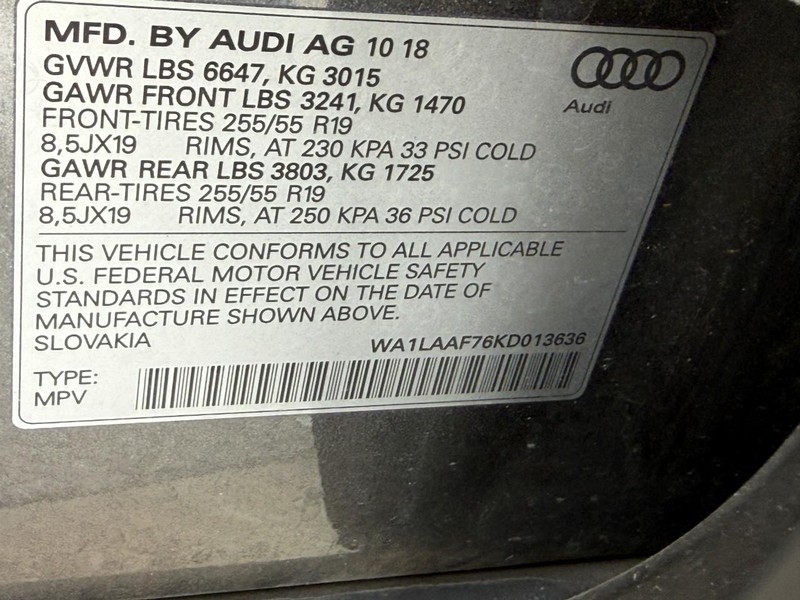 MFD. BY AUDI AG 10 18
GVWR LBS 6647, KG 3015
GAWR FRONT LBS 3241, KG 1470
FRONT-TIRES 255/55 R19
8,5JX19 RIMS, AT 230 KPA 33 PSI COLD
GAWR REAR LBS 3803, KG 1725
REAR-TIRES 255/55 R19
8,5JX19 RIMS, AT 250 KPA 36 PSI COLD
Audi
THIS VEHICLE CONFORMS TO ALL APPLICABLE
U.S. FEDERAL MOTOR VEHICLE SAFETY
STANDARDS IN EFFECT ON THE DATE OF
MANUFACTURE SHOWN ABOVE.
SLOVAKIA WA1LAAF76KD013636
TYPE:
MPV